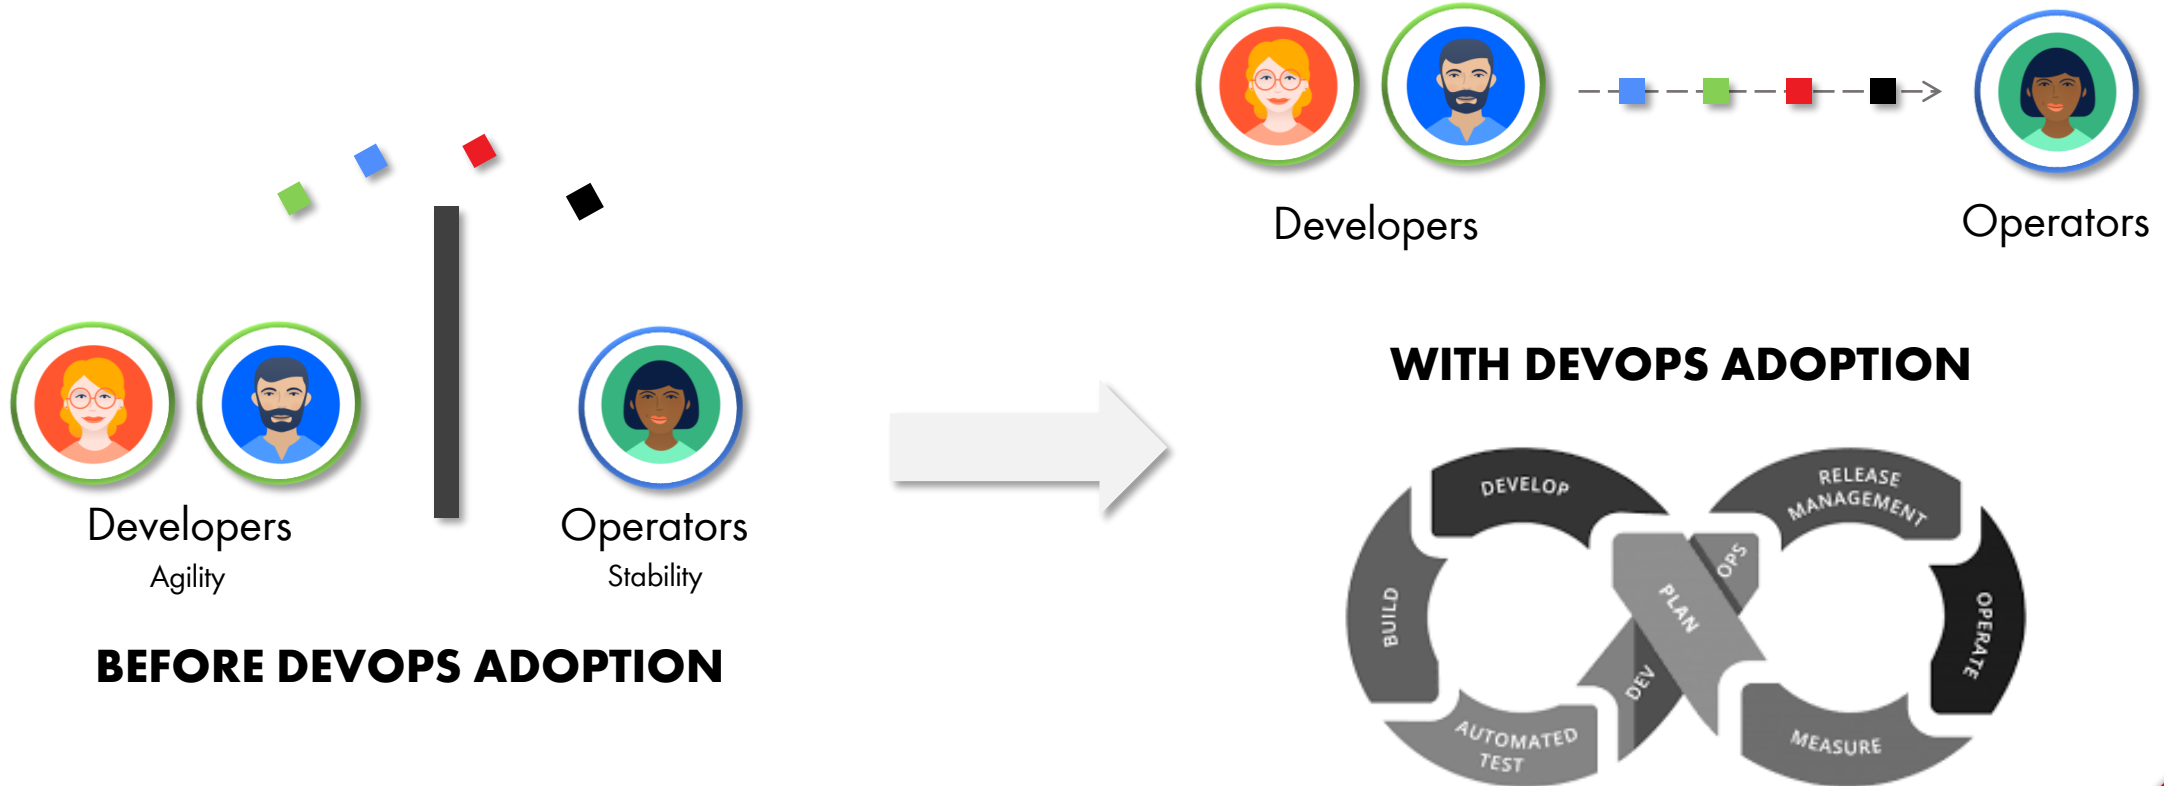 Developers
Agility
Operators
Stability
BEFORE DEVOPS ADOPTION
Developers
Operators
WITH DEVOPS ADOPTION
DEVELOP
BUILD
AUTOMATED
TEST
DEV
PLAN
OPS
RELEASE
MANAGEMENT
OPERATE
MEASURE